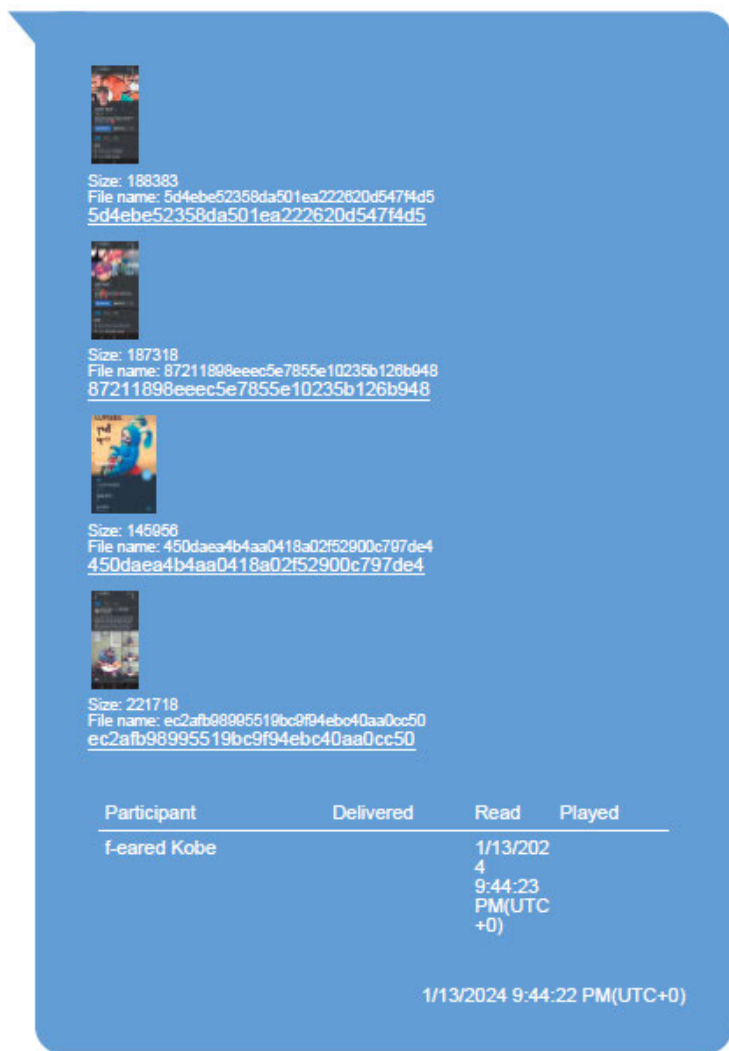 Size: 188383
File name: 5d4ebe52358da501ea222620d547f4d5
5d4ebe52358da501ea222620d547f4d5
Size: 187318
File name: 87211898eeec5e7855e10235b126b948
87211898eeec5e7855e10235b126b948
Size: 145956
File name: 450daea4b4aa0418a02f52900c797de4
450daea4b4aa0418a02f52900c797de4
Size: 221718
File name: ec2afb98995519bc9f94ebc40aa0cc50
ec2afb98995519bc9f94ebc40aa0cc50
Participant Delivered Read Played
f-eared Kobe 1/13/202
4
9:44:23
PM(UTC
+0)
1/13/2024 9:44:22 PM(UTC+0)